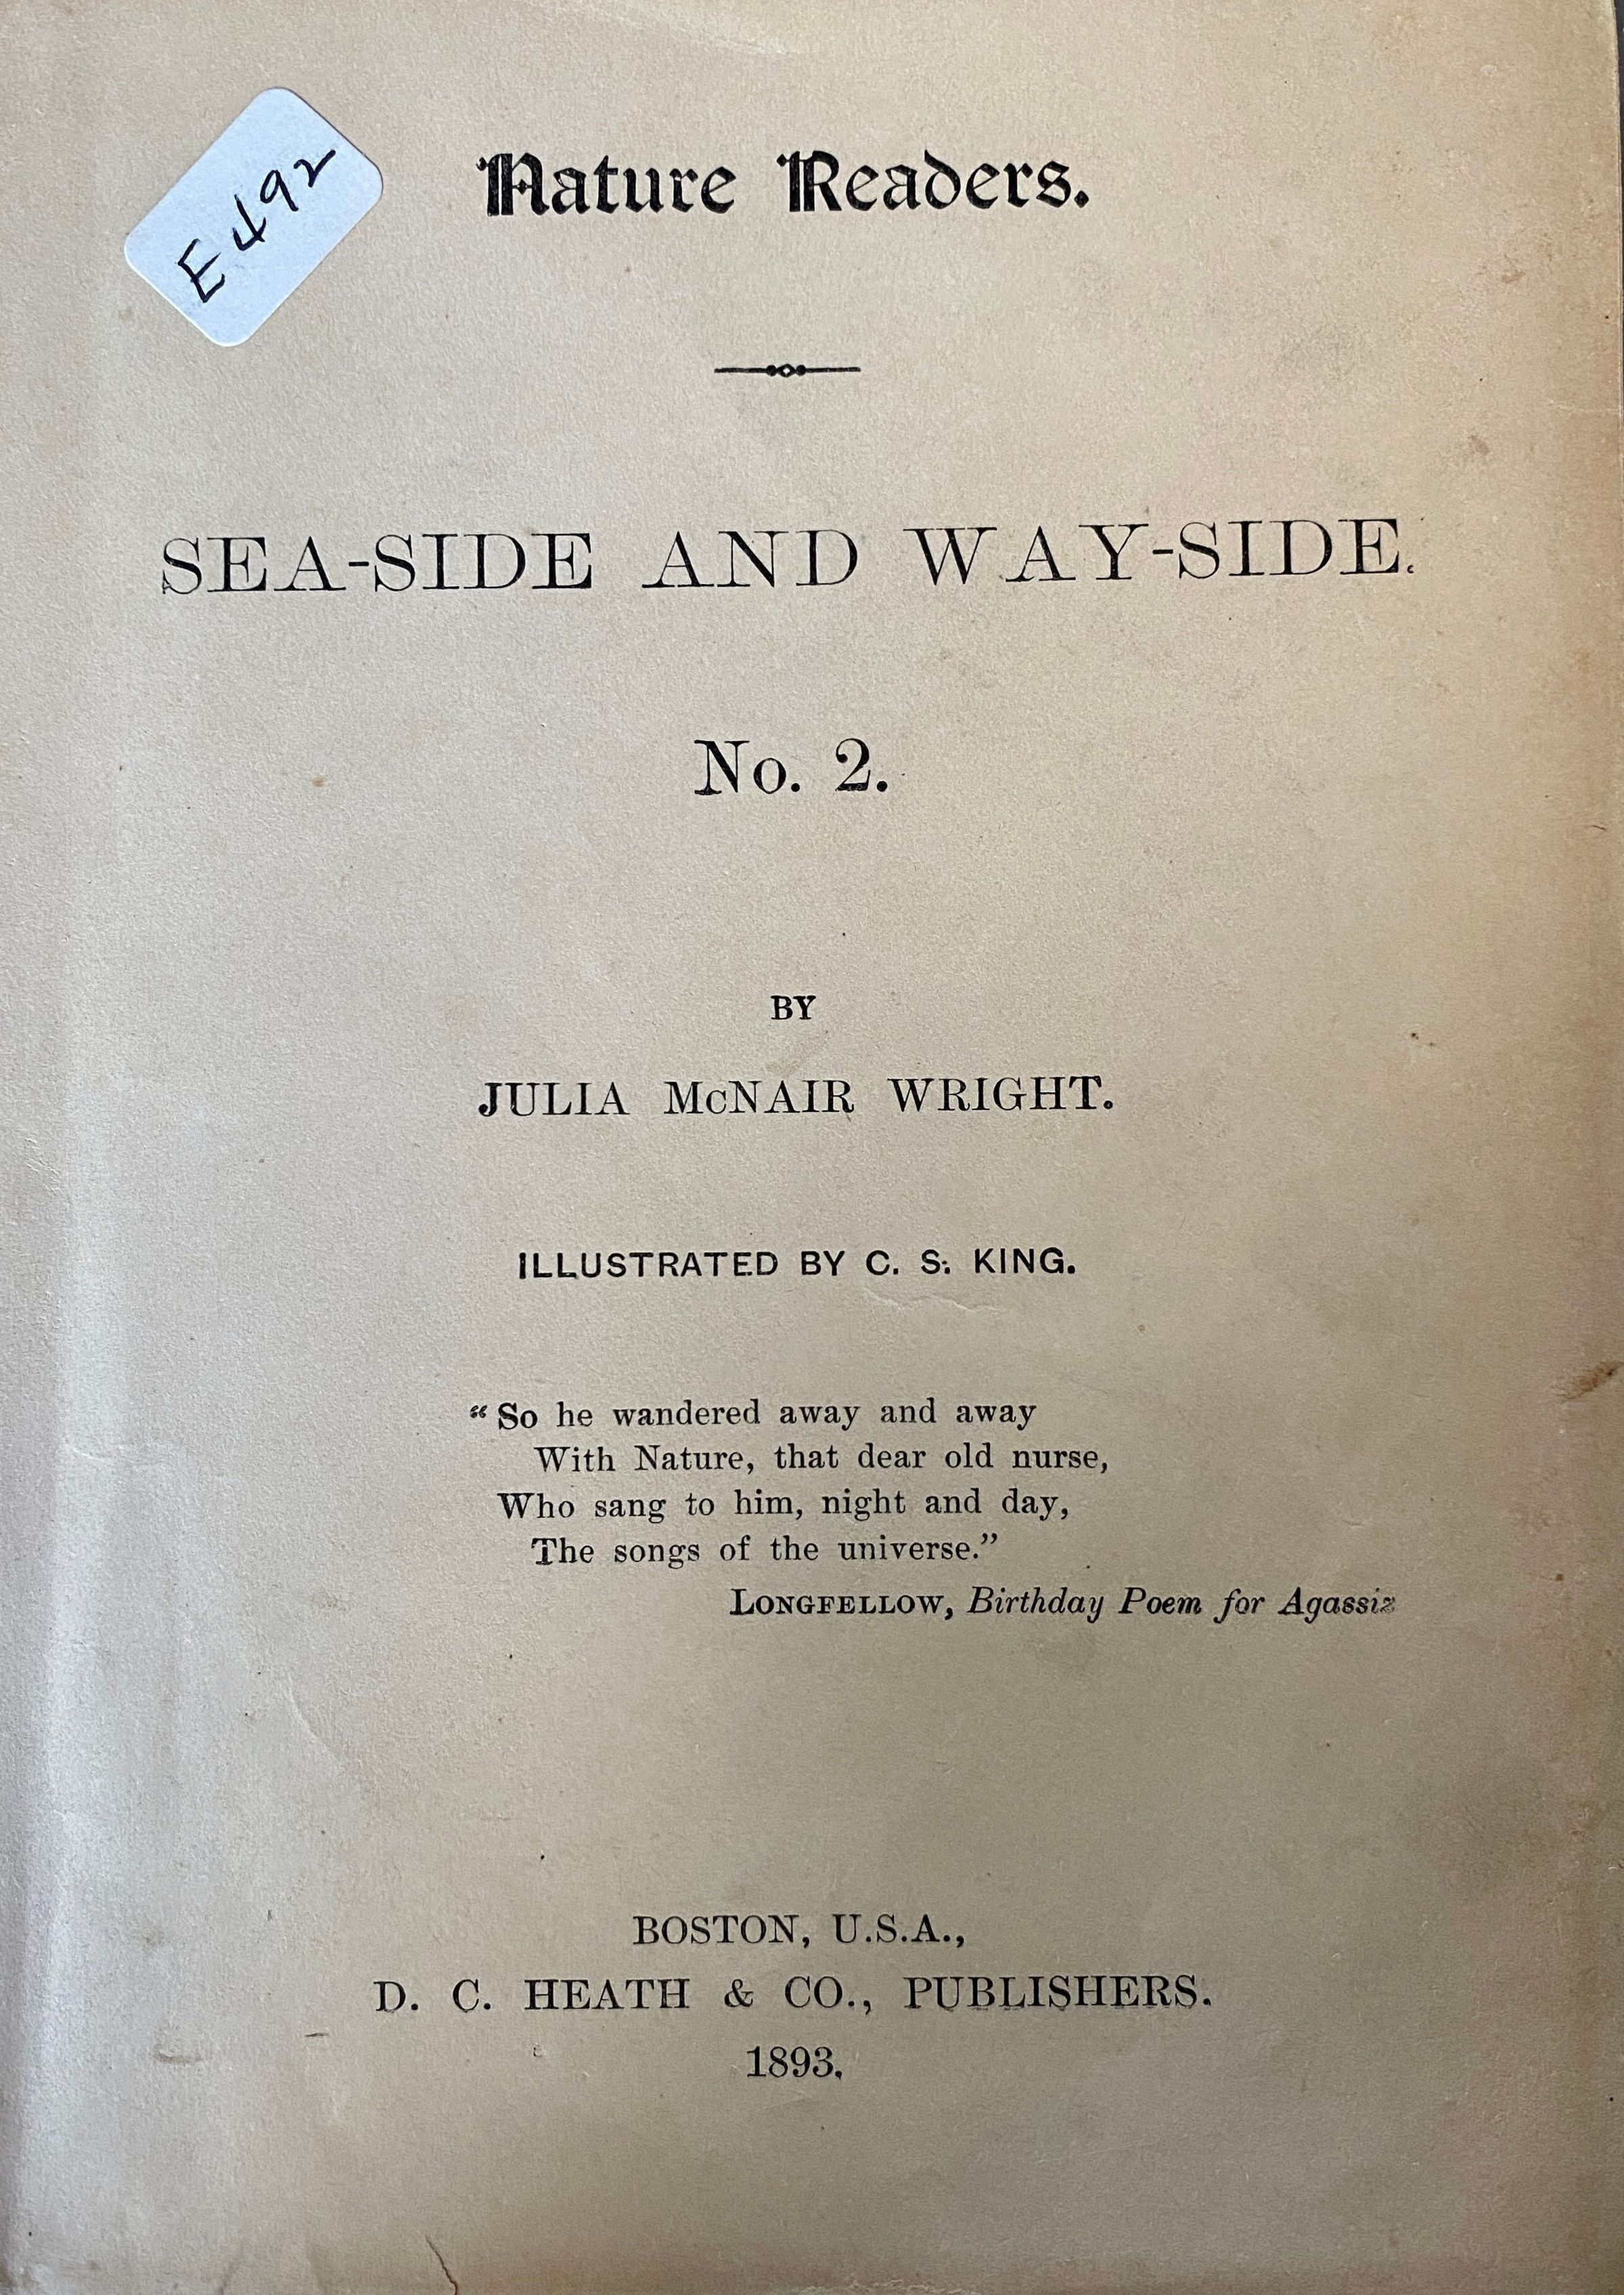 E492
Nature Readers.
SEA-SIDE AND WAY-SIDE.
No. 2.
BY
JULIA McNAIR WRIGHT.
ILLUSTRATED BY C. S. KING.
"So he wandered away and away
With Nature, that dear old nurse,
Who sang to him, night and day,
The songs of the universe."
LONGFELLOW, Birthday Poem for Agassiz
BOSTON, U.S.A.,
D. C. HEATH & CO., PUBLISHERS.
1893.